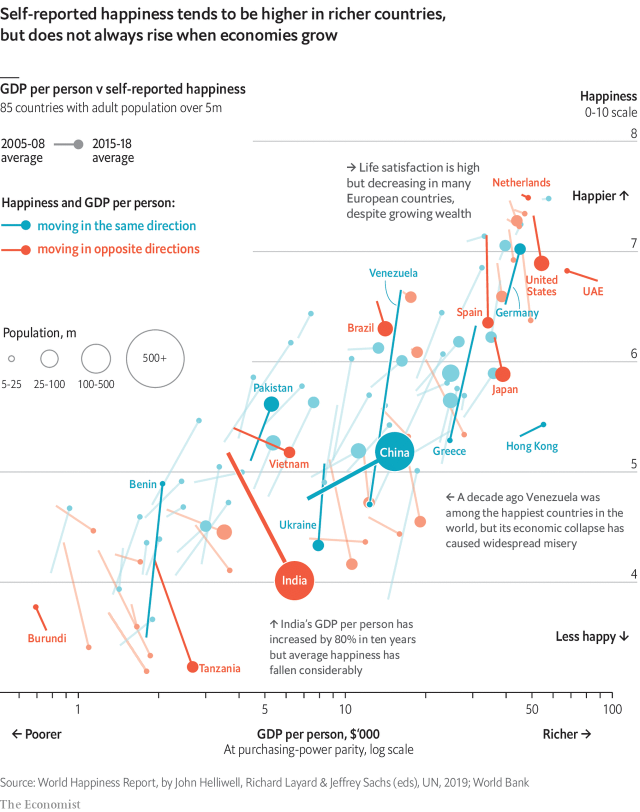 Self-reported happiness tends to be higher in richer countries,
but does not always rise when economies grow
GDP per person v self-reported happiness
85 countries with adult population over 5m
Happiness
0-10 scale
2005-08
average
2015-18
average
Happiness and GDP per person:
moving in the same direction
moving in opposite directions
Population, m
5-25
25-100
100-500
500+
8
7
6
5
4
→ Life satisfaction is high
but decreasing in many
European countries,
despite growing wealth
Netherlands
Happier ↑
Venezuela
United
States
UAE
Brazil
Spain
Germany
Pakistan
Japan
Vietnam
China
Greece
Hong Kong
Benin
Ukraine
← A decade ago Venezuela was
among the happiest countries in the
world, but its economic collapse has
caused widespread misery
India
Burundi
Tanzania
↑ India's GDP per person has
increased by 80% in ten years
but average happiness has
fallen considerably
Less happy ↓
1
5
10
50
100
← Poorer
GDP per person, $'000
Richer →
At purchasing-power parity, log scale
Source: World Happiness Report, by John Helliwell, Richard Layard & Jeffrey Sachs (eds), UN, 2019; World Bank
The Economist